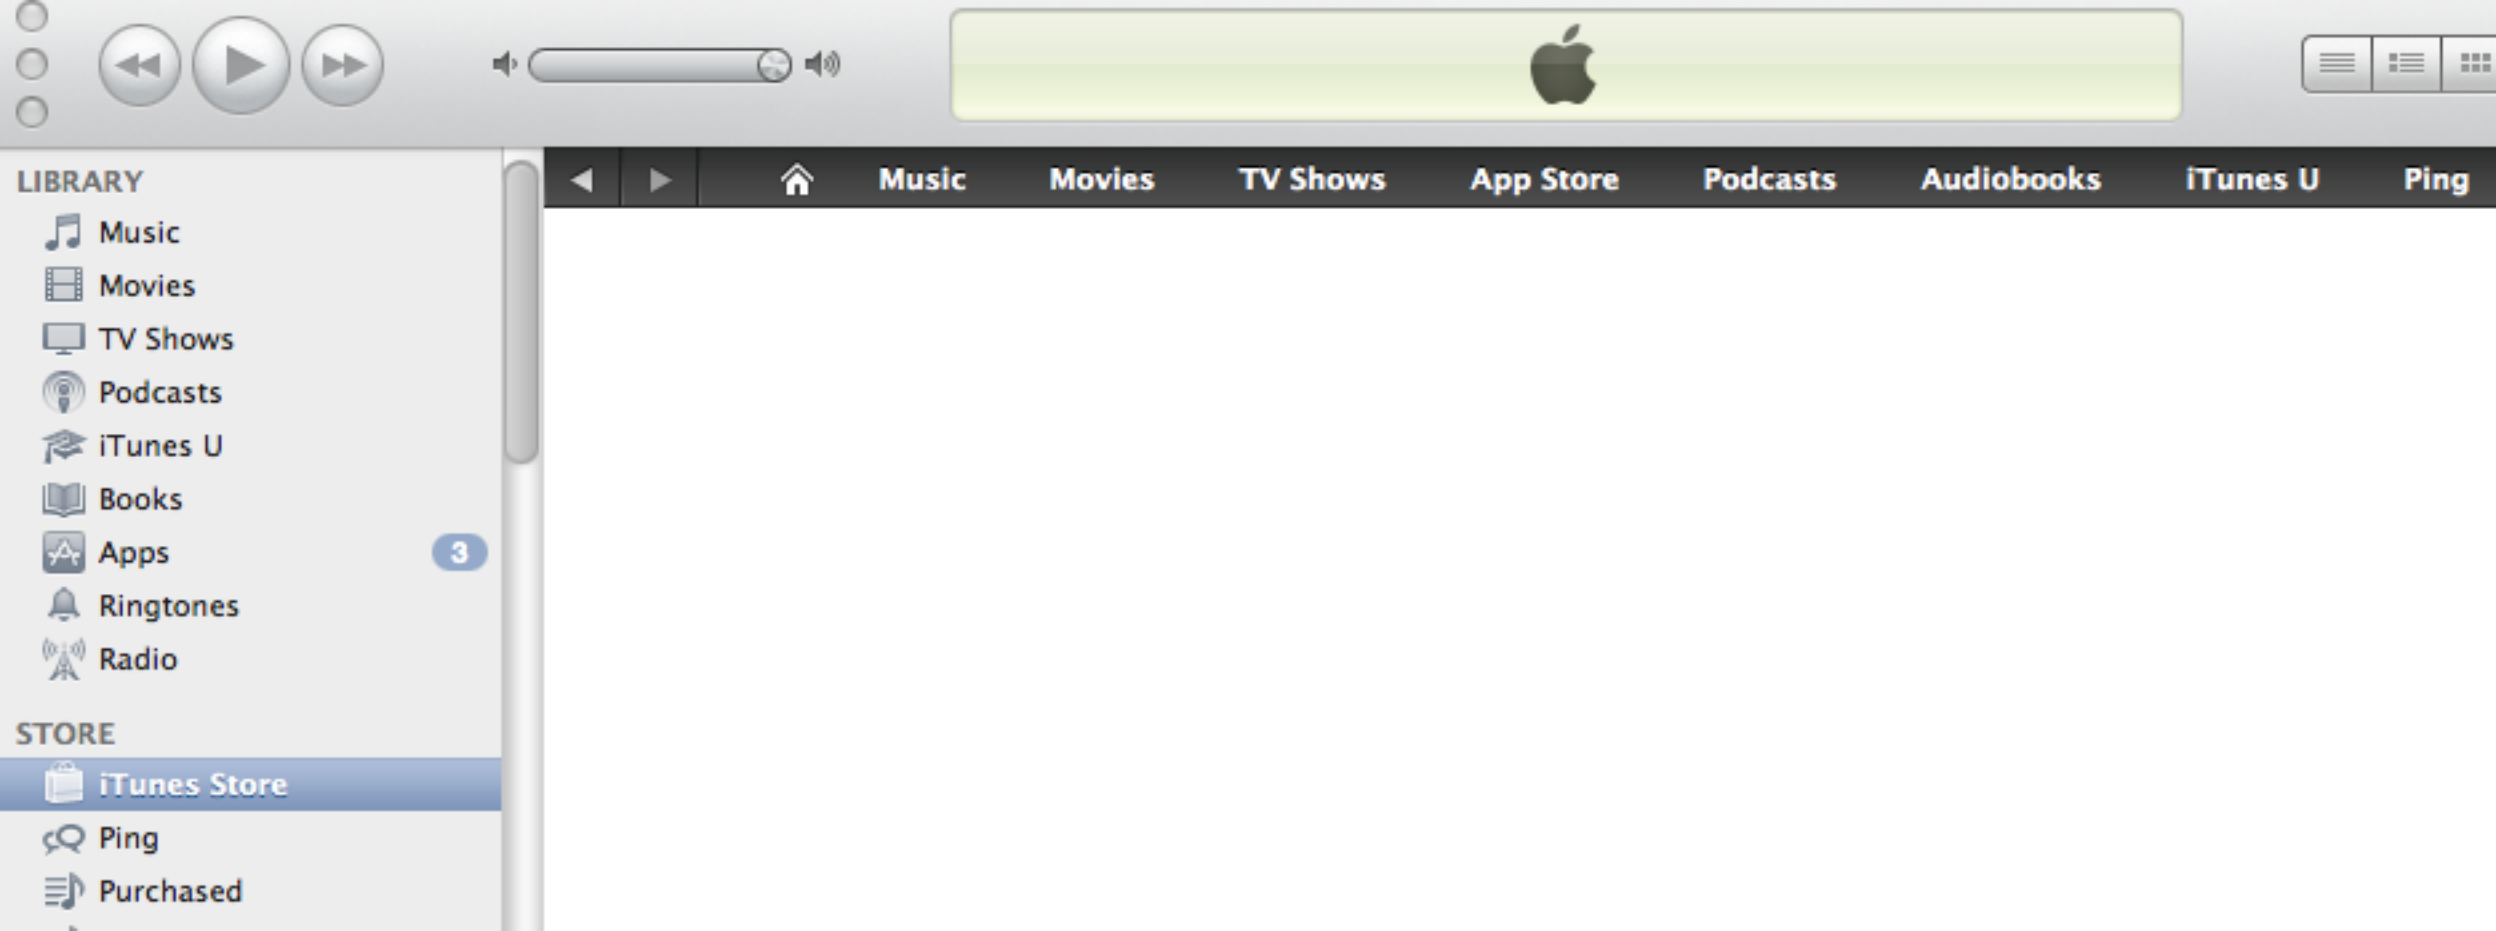 LIBRARY
Music
Movies
TV Shows
Podcasts
iTunes U
Books
Apps 3
Ringtones
Radio
STORE
iTunes Store
Ping
Purchased
Music Movies TV Shows App Store Podcasts Audiobooks iTunes U Ping